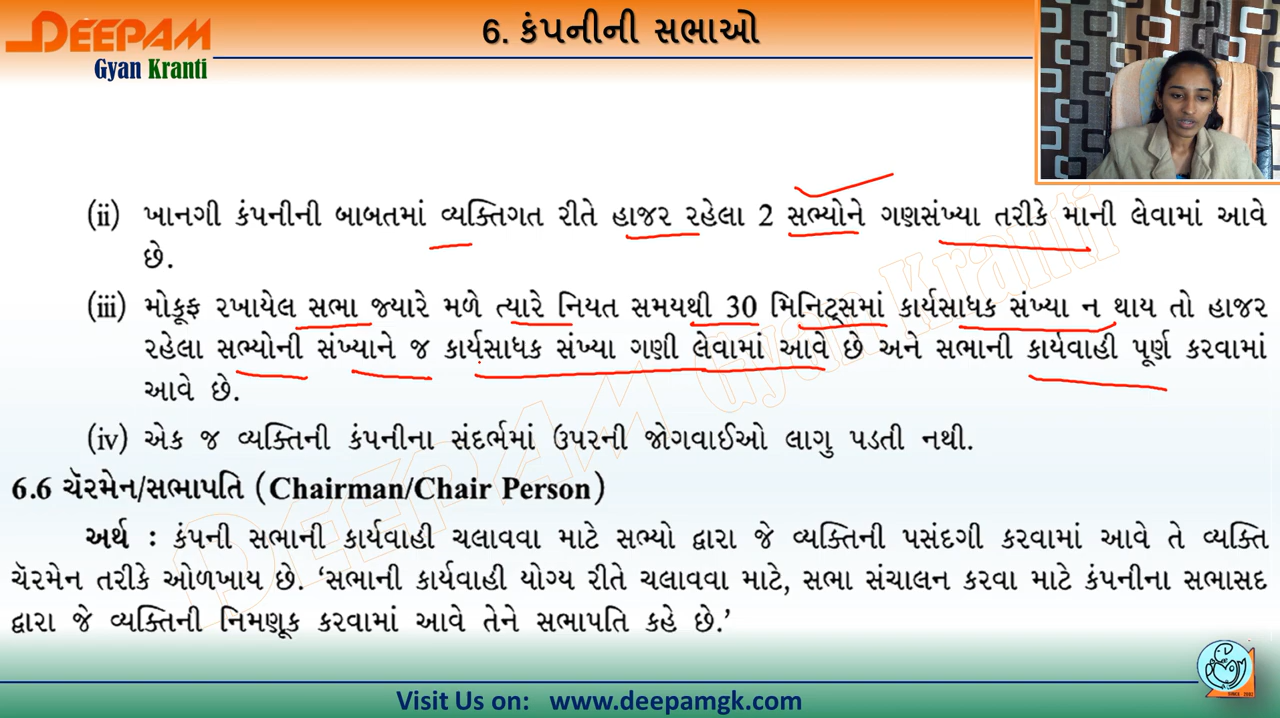 DEEPAM
Gyan Kranti
6. કંપનીની સભાઓ
(ii) ખાનગી કંપનીની બાબતમાં વ્યક્તિગત રીતે હાજર રહેલા 2 સભ્યોને ગણસંખ્યા તરીકે માની લેવામાં આવે
છે.
(iii) મોકૂફ રખાયેલ સભા જ્યારે મળે ત્યારે નિયત સમયથી 30 મિનિટ્સમાં કાર્યસાધક સંખ્યા ન થાય તો હાજર
રહેલા સભ્યોની સંખ્યાને જ કાર્યસાધક સંખ્યા ગણી લેવામાં આવે છે અને સભાની કાર્યવાહી પૂર્ણ કરવામાં
આવે છે.
(iv) એક જ વ્યક્તિની કંપનીના સંદર્ભમાં ઉપરની જોગવાઈઓ લાગુ પડતી નથી.
6.6 ચૅરમેન/સભાપતિ (Chairman/Chair Person)
અર્થ : કંપની સભાની કાર્યવાહી ચલાવવા માટે સભ્યો દ્વારા જે વ્યક્તિની પસંદગી કરવામાં આવે તે વ્યક્તિ
ચૅરમેન તરીકે ઓળખાય છે. ‘સભાની કાર્યવાહી યોગ્ય રીતે ચલાવવા માટે, સભા સંચાલન કરવા માટે કંપનીના સભાસદ
દ્વારા જે વ્યક્તિની નિમણૂક કરવામાં આવે તેને સભાપતિ કહે છે.’
DEEPAM Gyan Kranti
Visit Us on: www.deepamgk.com